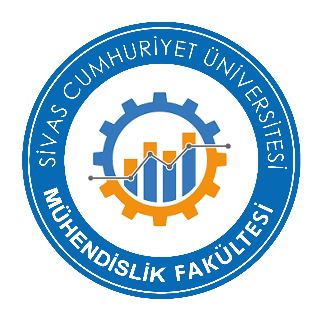 SİVAS CUMHURİYET ÜNİVERSİTESİ
MÜHENDİSLİK FAKÜLTESİ